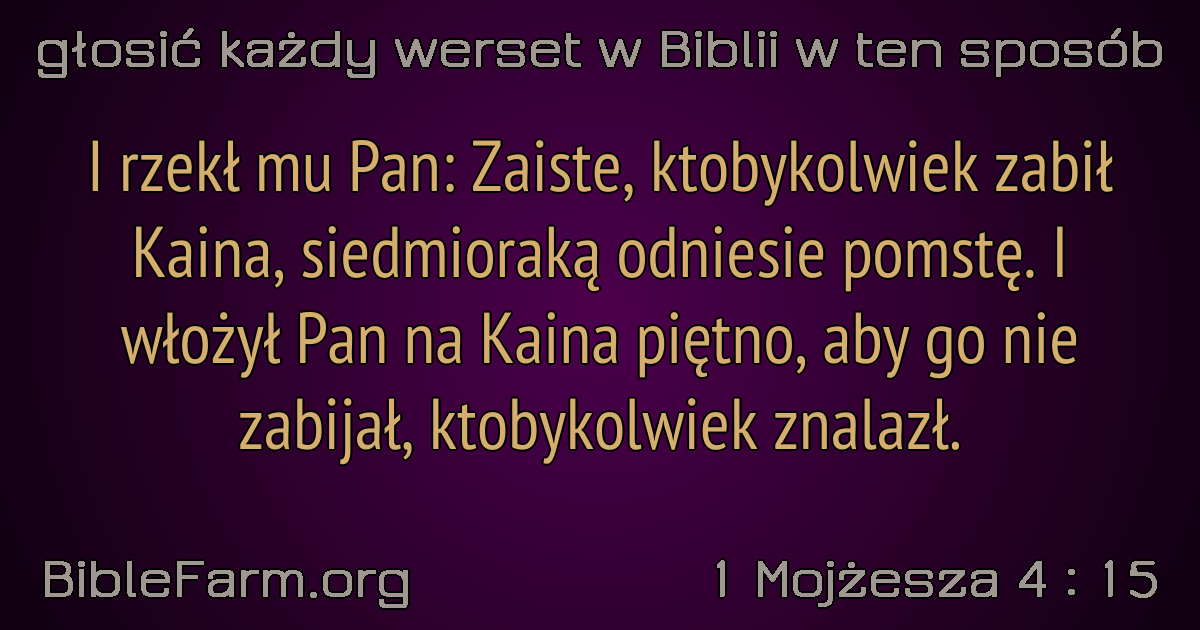 głosić każdy werset w Biblii w ten sposób
I rzekł mu Pan: Zaiste, ktobykolwiek zabił
Kaina, siedmioraką odniesie pomstę. I
włożył Pan na Kaina piętno, aby go nie
zabijał, ktobykolwiek znalazł.
BibleFarm.org
1 Mojżesza 4 : 15